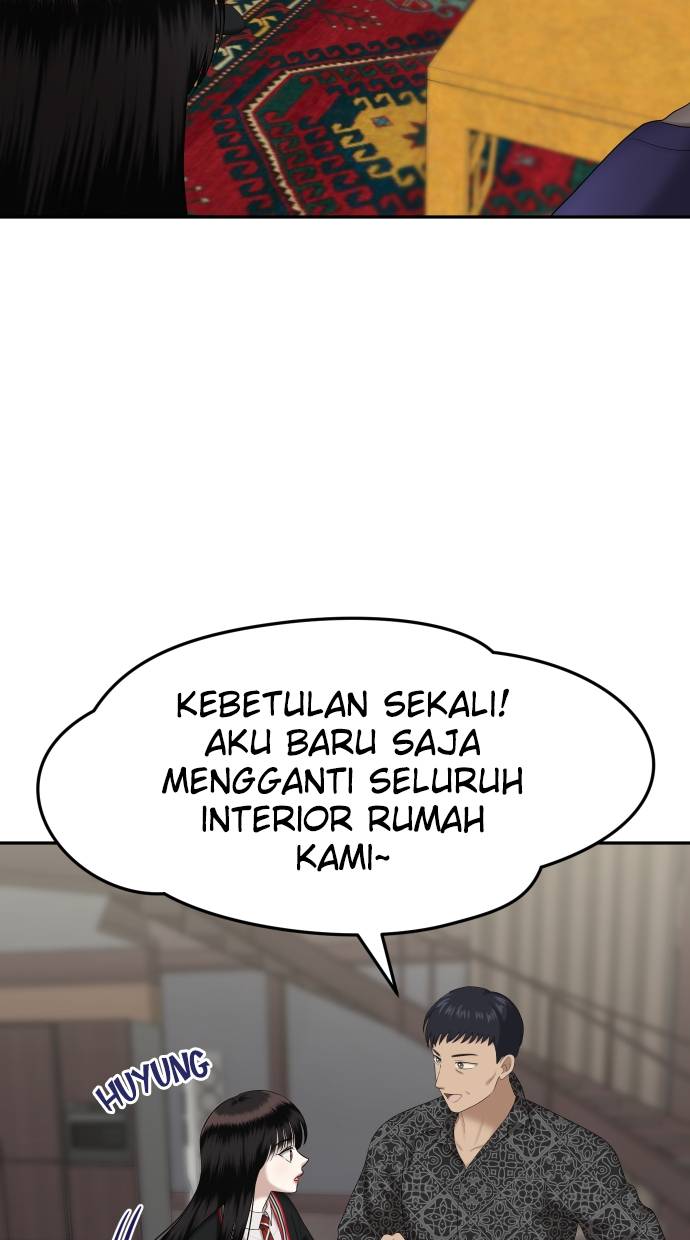 KEBETULAN SEKALI!
AKU BARU SAJA
MENGGANTI SELURUH
INTERIOR RUMAH
KAMI~
HUYUNG